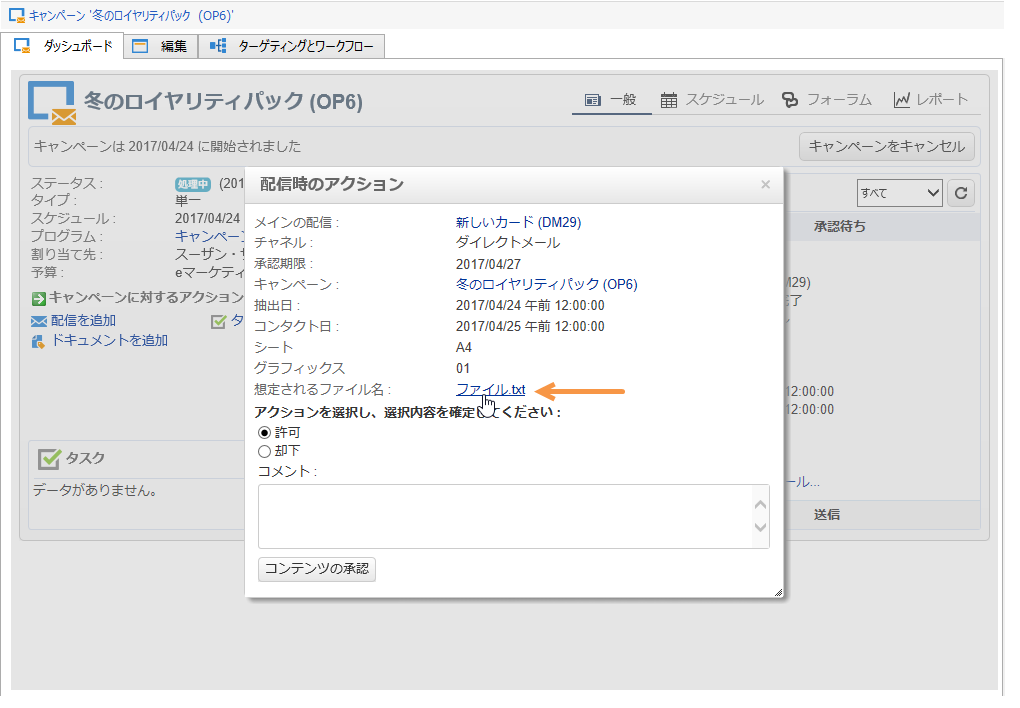 キャンペーン '冬のロイヤリティパック (OP6)'
ダッシュボード 編集 ターゲティングとワークフロー
冬のロイヤリティパック (OP6)
一般 スケジュール フォーラム レポート
キャンペーンは 2017/04/24 に開始されました
キャンペーンをキャンセル
ステータス : 処理中 (201
タイプ : 単一
スケジュール : 2017/04/24
プログラム : キャンペー
割り当て先 : スーザン・
予算 : eマーケティ
キャンペーンに対するアクション
配信を追加
ドキュメントを追加
タスク
データがありません。
すべて
承認待ち
M29)
12:00:00
12:00:00
ール...
送信
配信時のアクション
メインの配信 : 新しいカード (DM29)
チャネル : ダイレクトメール
承認期限 : 2017/04/27
キャンペーン : 冬のロイヤリティパック (OP6)
抽出日 : 2017/04/24 午前 12:00:00
コンタクト日 : 2017/04/25 午前 12:00:00
シート A4
グラフィックス 01
想定されるファイル名 : ファイル.txt
アクションを選択し、選択内容を確定してください :
許可
却下
コメント :
コンテンツの承認